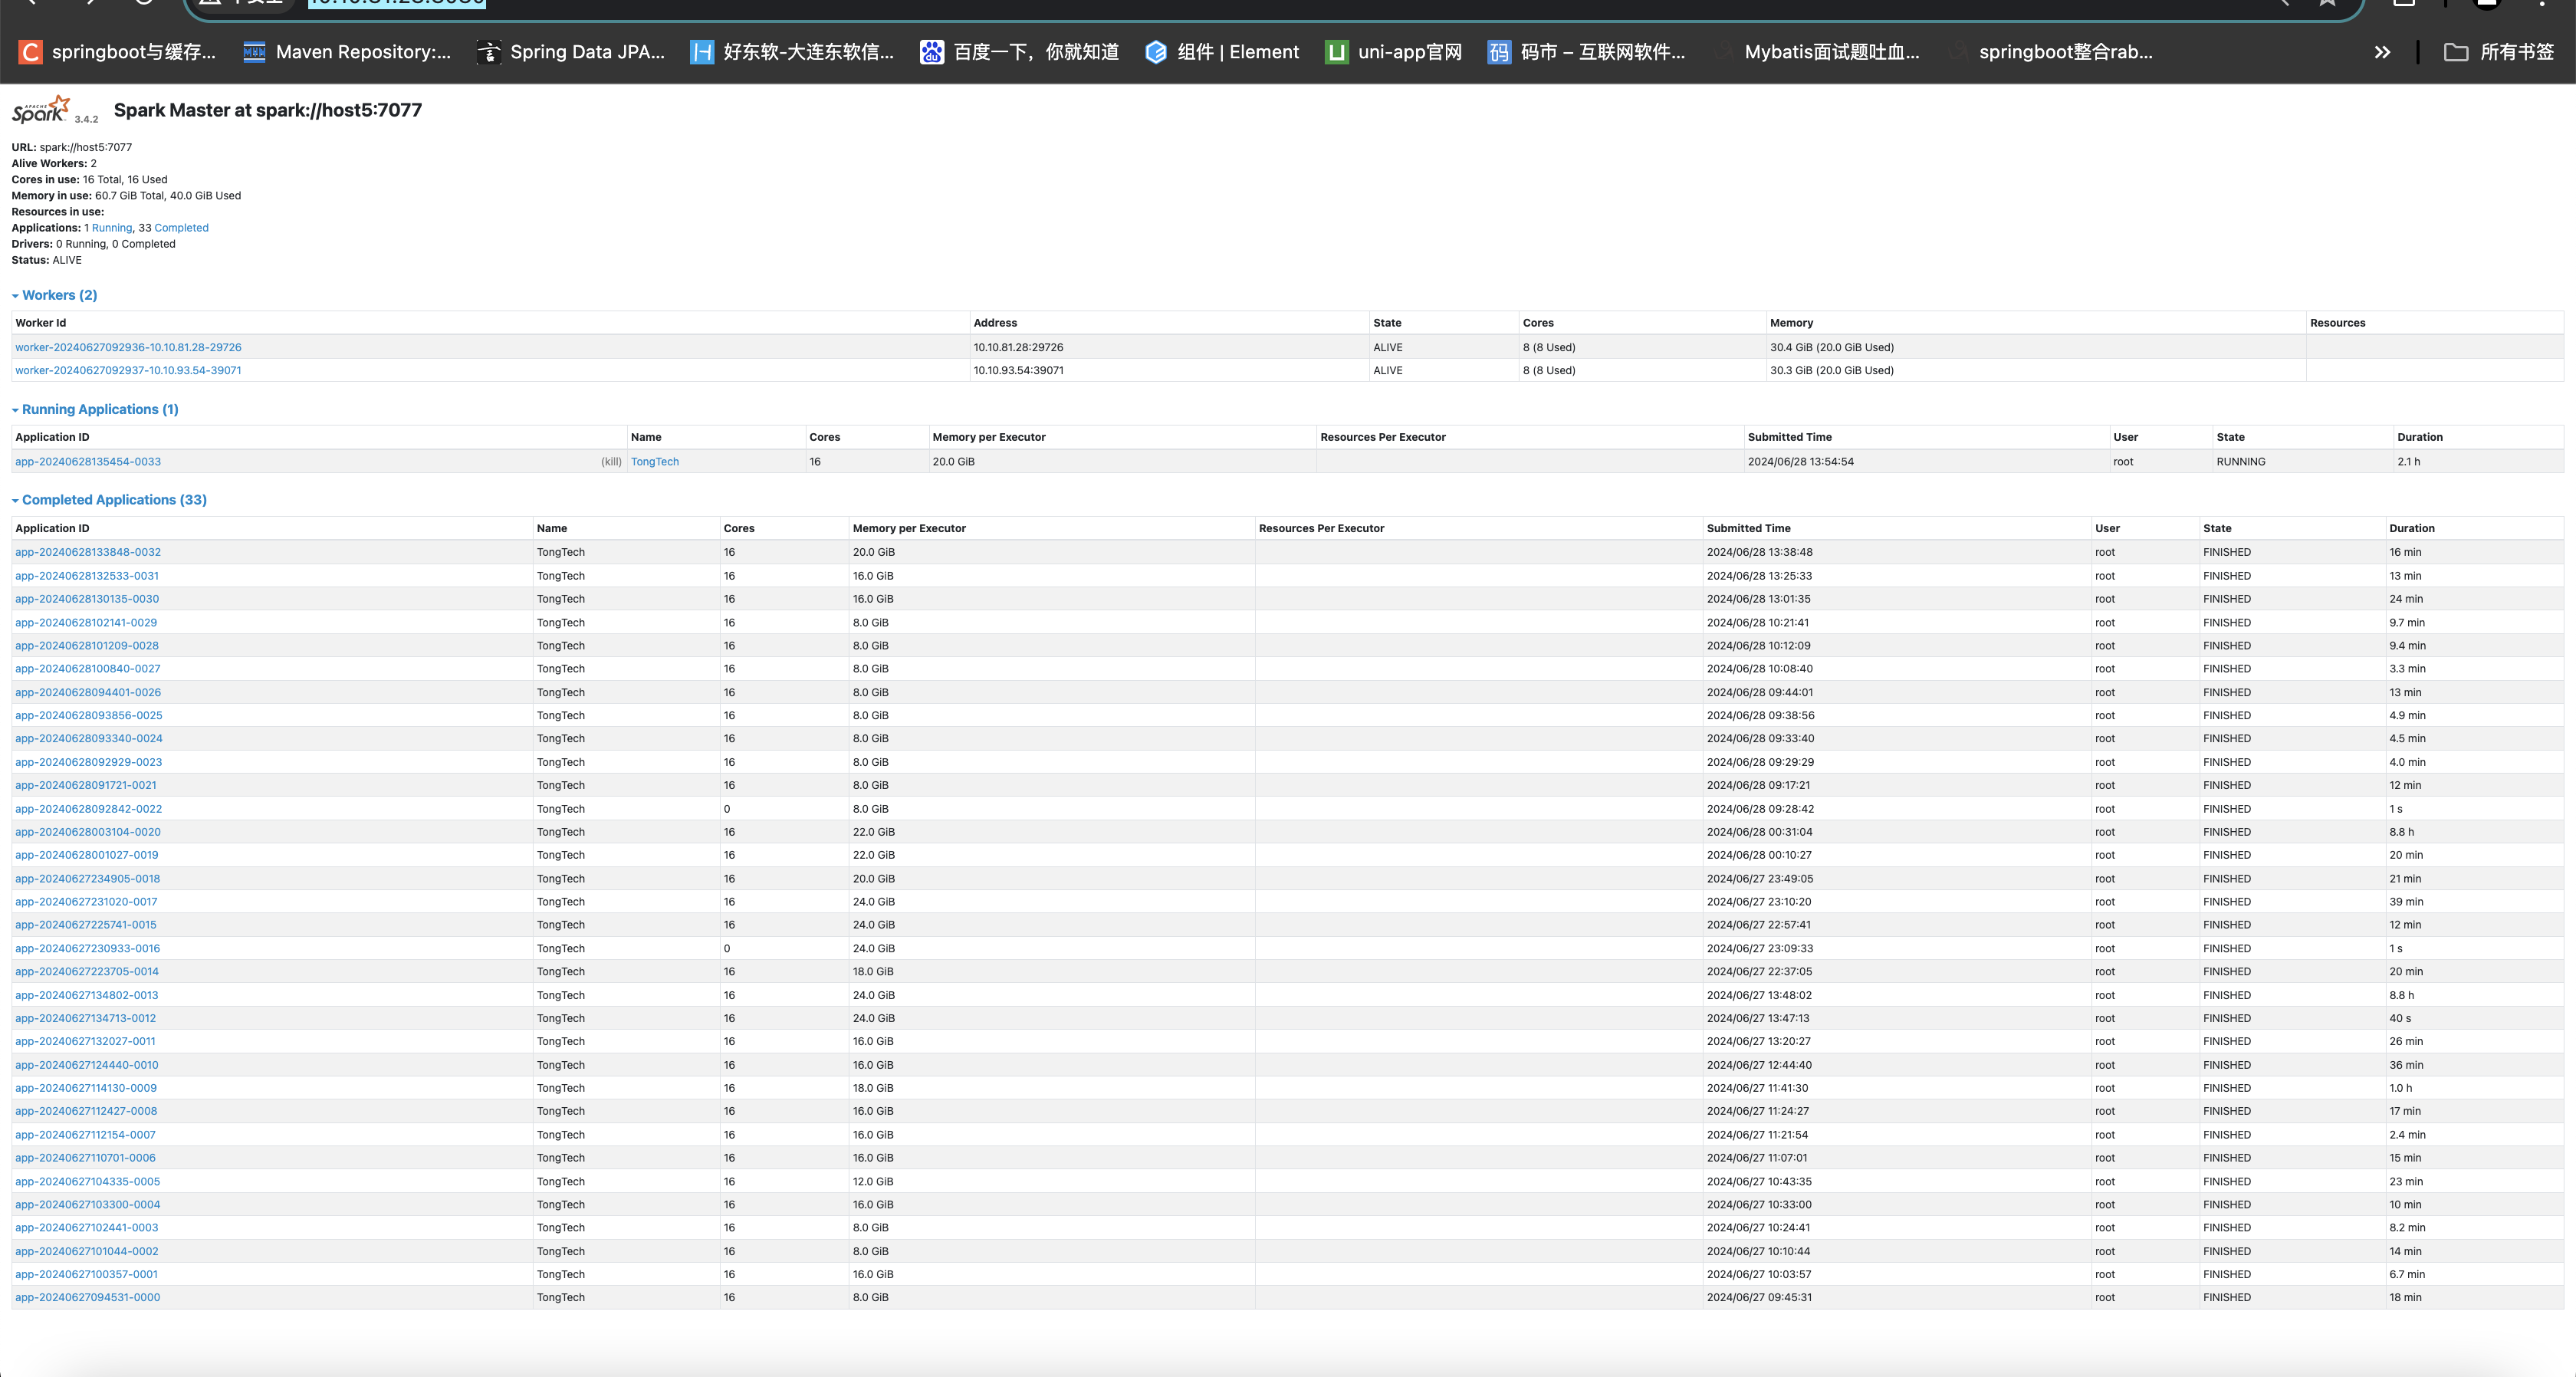 springboot与缓存... Maven Repository:... Spring Data JPA... 好东软-大连东软信... 百度一下，你就知道 组件 | Element uni-app官网 码市 – 互联网软件... Mybatis面试题吐血... springboot整合rab... 所有书签
APACHE Spark 3.4.2 Spark Master at spark://host5:7077
URL: spark://host5:7077
Alive Workers: 2
Cores in use: 16 Total, 16 Used
Memory in use: 60.7 GiB Total, 40.0 GiB Used
Resources in use:
Applications: 1 Running, 33 Completed
Drivers: 0 Running, 0 Completed
Status: ALIVE
Workers (2)
Worker Id Address State Cores Memory Resources
worker-20240627092936-10.10.81.28-29726 10.10.81.28:29726 ALIVE 8 (8 Used) 30.4 GiB (20.0 GiB Used)
worker-20240627092937-10.10.93.54-39071 10.10.93.54:39071 ALIVE 8 (8 Used) 30.3 GiB (20.0 GiB Used)
Running Applications (1)
Application ID Name Cores Memory per Executor Resources Per Executor Submitted Time User State Duration
app-20240628135454-0033 (kill) TongTech 16 20.0 GiB 2024/06/28 13:54:54 root RUNNING 2.1 h
Completed Applications (33)
Application ID Name Cores Memory per Executor Resources Per Executor Submitted Time User State Duration
app-20240628133848-0032 TongTech 16 20.0 GiB 2024/06/28 13:38:48 root FINISHED 16 min
app-20240628132533-0031 TongTech 16 16.0 GiB 2024/06/28 13:25:33 root FINISHED 13 min
app-20240628130135-0030 TongTech 16 16.0 GiB 2024/06/28 13:01:35 root FINISHED 24 min
app-20240628102141-0029 TongTech 16 8.0 GiB 2024/06/28 10:21:41 root FINISHED 9.7 min
app-20240628101209-0028 TongTech 16 8.0 GiB 2024/06/28 10:12:09 root FINISHED 9.4 min
app-20240628100840-0027 TongTech 16 8.0 GiB 2024/06/28 10:08:40 root FINISHED 3.3 min
app-20240628094401-0026 TongTech 16 8.0 GiB 2024/06/28 09:44:01 root FINISHED 13 min
app-20240628093856-0025 TongTech 16 8.0 GiB 2024/06/28 09:38:56 root FINISHED 4.9 min
app-20240628093340-0024 TongTech 16 8.0 GiB 2024/06/28 09:33:40 root FINISHED 4.5 min
app-20240628092929-0023 TongTech 16 8.0 GiB 2024/06/28 09:29:29 root FINISHED 4.0 min
app-20240628091721-0021 TongTech 16 8.0 GiB 2024/06/28 09:17:21 root FINISHED 12 min
app-20240628092842-0022 TongTech 0 8.0 GiB 2024/06/28 09:28:42 root FINISHED 1 s
app-20240628003104-0020 TongTech 16 22.0 GiB 2024/06/28 00:31:04 root FINISHED 8.8 h
app-20240628001027-0019 TongTech 16 22.0 GiB 2024/06/28 00:10:27 root FINISHED 20 min
app-20240627234905-0018 TongTech 16 20.0 GiB 2024/06/27 23:49:05 root FINISHED 21 min
app-20240627231020-0017 TongTech 16 24.0 GiB 2024/06/27 23:10:20 root FINISHED 39 min
app-20240627225741-0015 TongTech 16 24.0 GiB 2024/06/27 22:57:41 root FINISHED 12 min
app-20240627230933-0016 TongTech 0 24.0 GiB 2024/06/27 23:09:33 root FINISHED 1 s
app-20240627223705-0014 TongTech 16 18.0 GiB 2024/06/27 22:37:05 root FINISHED 20 min
app-20240627134802-0013 TongTech 16 24.0 GiB 2024/06/27 13:48:02 root FINISHED 8.8 h
app-20240627134713-0012 TongTech 16 24.0 GiB 2024/06/27 13:47:13 root FINISHED 40 s
app-20240627132027-0011 TongTech 16 16.0 GiB 2024/06/27 13:20:27 root FINISHED 26 min
app-20240627124440-0010 TongTech 16 16.0 GiB 2024/06/27 12:44:40 root FINISHED 36 min
app-20240627114130-0009 TongTech 16 18.0 GiB 2024/06/27 11:41:30 root FINISHED 1.0 h
app-20240627112427-0008 TongTech 16 16.0 GiB 2024/06/27 11:24:27 root FINISHED 17 min
app-20240627112154-0007 TongTech 16 16.0 GiB 2024/06/27 11:21:54 root FINISHED 2.4 min
app-20240627110701-0006 TongTech 16 16.0 GiB 2024/06/27 11:07:01 root FINISHED 15 min
app-20240627104335-0005 TongTech 16 12.0 GiB 2024/06/27 10:43:35 root FINISHED 23 min
app-20240627103300-0004 TongTech 16 16.0 GiB 2024/06/27 10:33:00 root FINISHED 10 min
app-20240627102441-0003 TongTech 16 8.0 GiB 2024/06/27 10:24:41 root FINISHED 8.2 min
app-20240627101044-0002 TongTech 16 8.0 GiB 2024/06/27 10:10:44 root FINISHED 14 min
app-20240627100357-0001 TongTech 16 16.0 GiB 2024/06/27 10:03:57 root FINISHED 6.7 min
app-20240627094531-0000 TongTech 16 8.0 GiB 2024/06/27 09:45:31 root FINISHED 18 min